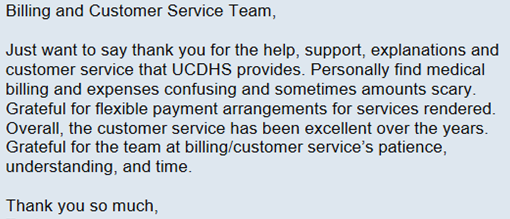 Billing and Customer Service Team,
Just want to say thank you for the help, support, explanations and
customer service that UCDHS provides. Personally find medical
billing and expenses confusing and sometimes amounts scary.
Grateful for flexible payment arrangements for services rendered.
Overall, the customer service has been excellent over the years.
Grateful for the team at billing/customer service's patience,
understanding, and time.
Thank you so much,